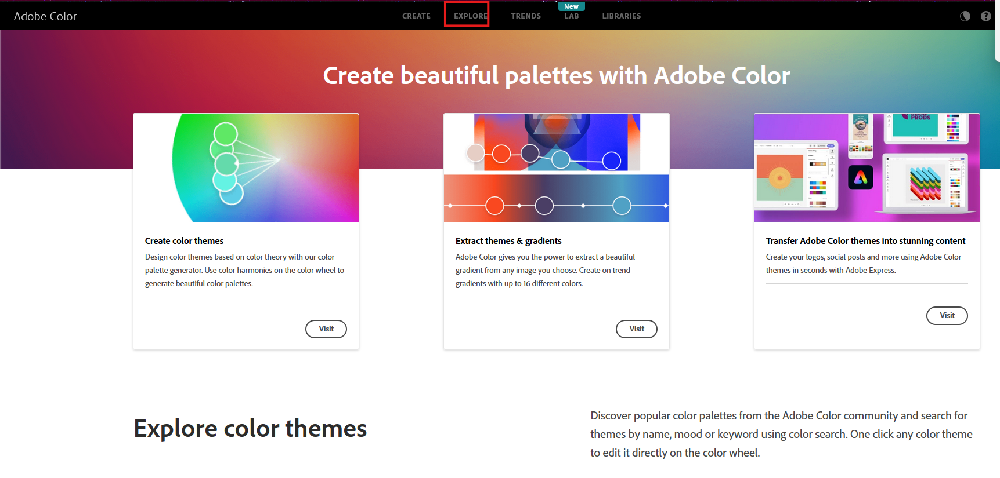 Adobe Color
CREATE
EXPLORE
TRENDS
New
LAB
LIBRARIES
?
Create beautiful palettes with Adobe Color
PRODS
Create color themes
Design color themes based on color theory with our color
palette generator. Use color harmonies on the color wheel to
generate beautiful color palettes.
Visit
Extract themes & gradients
Adobe Color gives you the power to extract a beautiful
gradient from any image you choose. Create on trend
gradients with up to 16 different colors.
Visit
Transfer Adobe Color themes into stunning content
Create your logos, social posts and more using Adobe Color
themes in seconds with Adobe Express.
Visit
Explore color themes
Discover popular color palettes from the Adobe Color community and search for
themes by name, mood or keyword using color search. One click any color theme
to edit it directly on the color wheel.